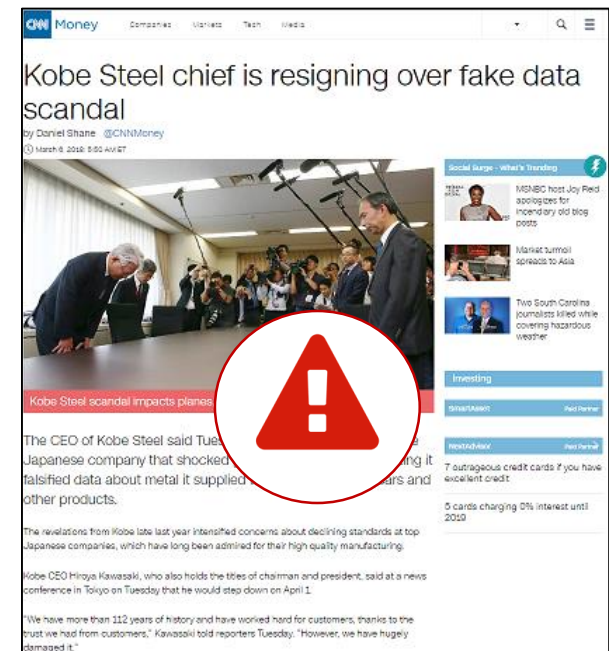 CNN Money
Companies Markets Tech Media
Kobe Steel chief is resigning over fake data
scandal
by Daniel Shane @CNNMoney
March 6, 2018: 5:50 AM ET
Social Surge - What's Trending
MSNBC host Joy Reid
apologizes for
incendiary old blog
posts
Market turmoil
spreads to Asia
Two South Carolina
journalists killed while
covering hazardous
weather
Kobe Steel scandal impacts planes,
Investing
SmartAsset Paid Partner
NextAdvisor Paid Partner
7 outrageous credit cards if you have
excellent credit
5 cards charging 0% interest until
2019
The CEO of Kobe Steel said Tues
Japanese company that shocked ing it
falsified data about metal it supplied ars and
other products.
The revelations from Kobe late last year intensified concerns about declining standards at top
Japanese companies, which have long been admired for their high quality manufacturing.
Kobe CEO Hiroya Kawasaki, who also holds the titles of chairman and president, said at a news
conference in Tokyo on Tuesday that he would step down on April 1.
"We have more than 112 years of history and have worked hard for customers, thanks to the
trust we had from customers," Kawasaki told reporters Tuesday. "However, we have hugely
damaged it."